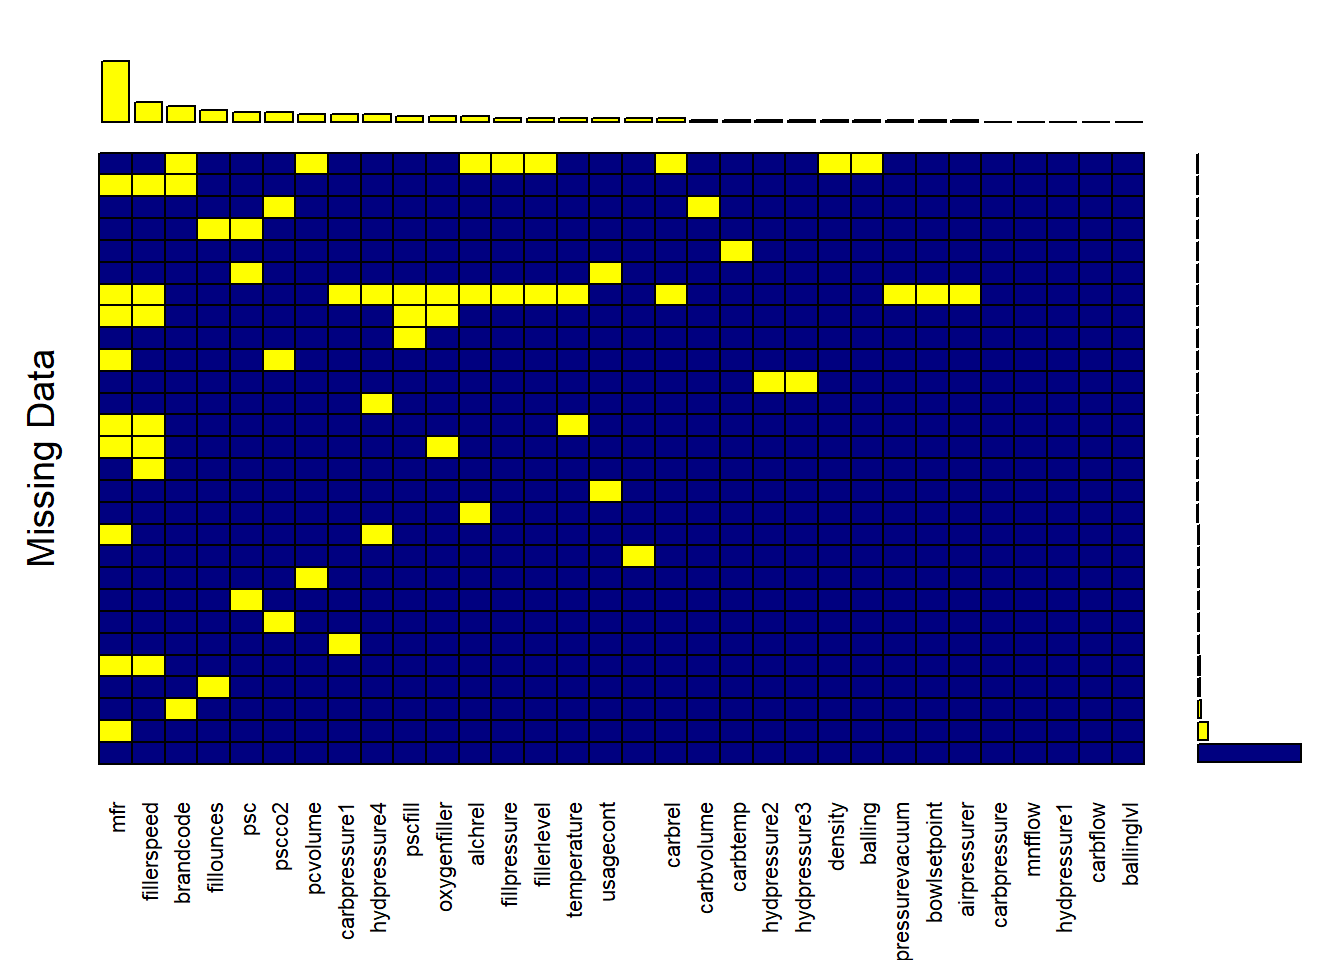 Missing Data
mfr
fillerspeed
brandcode
fillounces
psc
pscco2
pcvolume
carbpressure1
hydpressure4
pscfill
oxygenfiller
alchrel
fillpressure
fillerlevel
temperature
usagecont
carbrel
carbvolume
carbtemp
hydpressure2
hydpressure3
density
balling
pressurevacuum
bowlsetpoint
airpressurer
carbpressure
mnfflow
hydpressure1
carbflow
ballinglvl